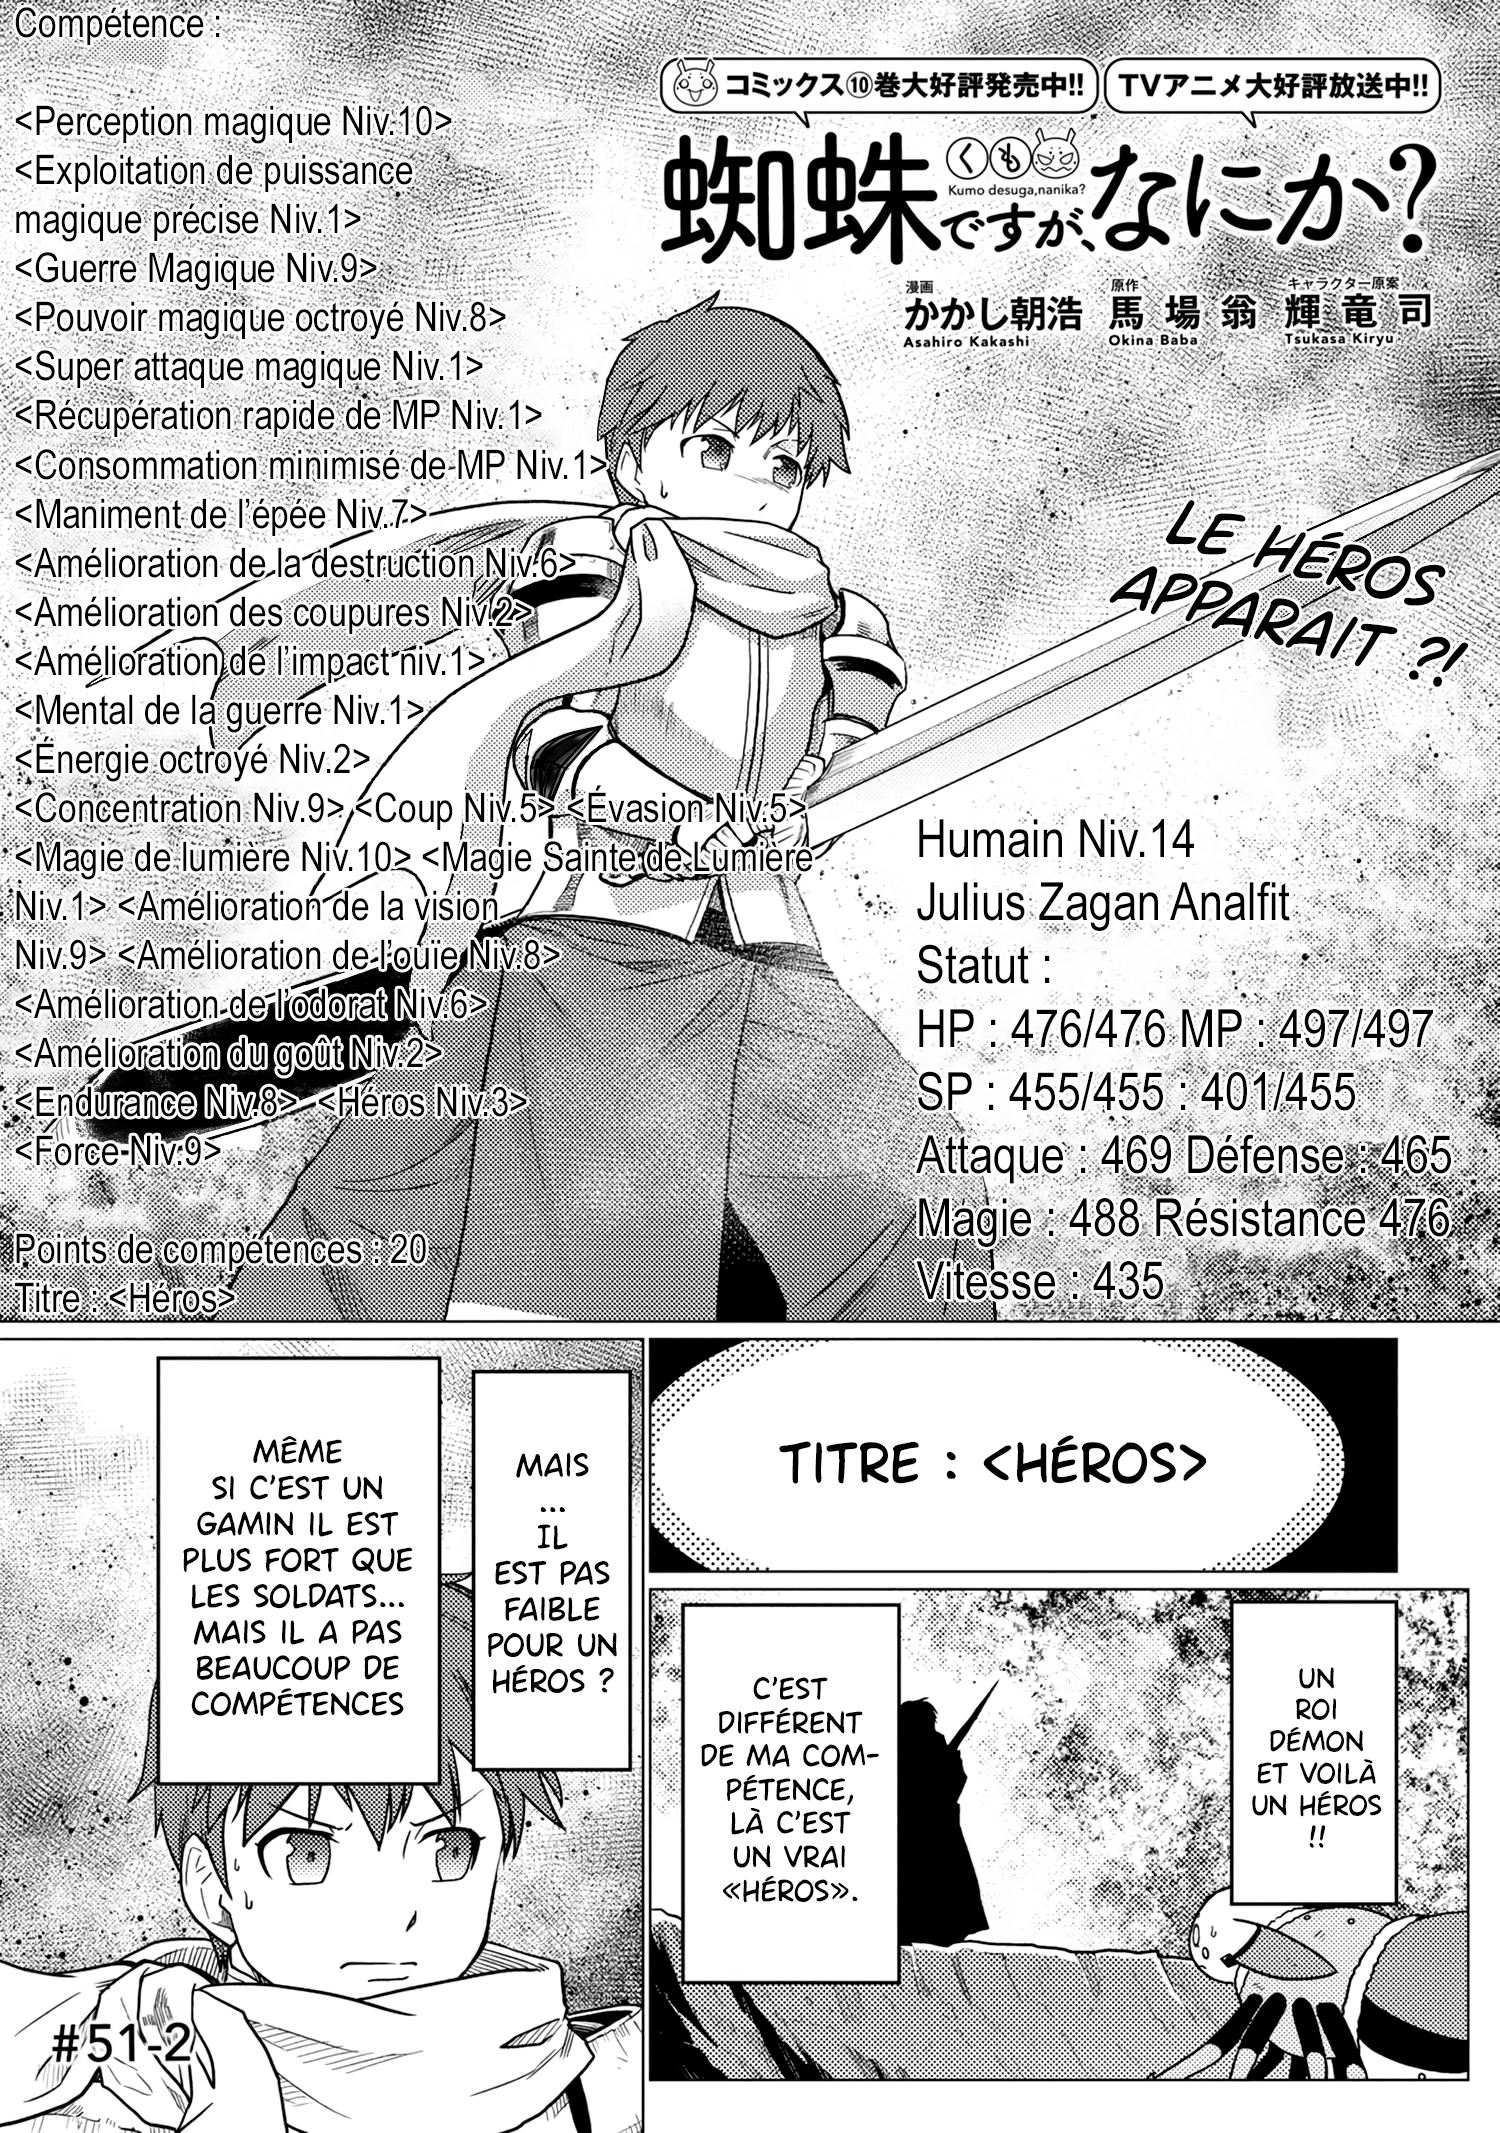 Compétence :
<Perception magique Niv.10>
<Exploitation de puissance
magique précise Niv.1>
<Guerre Magique Niv.9>
<Pouvoir magique octroyé Niv.8>
<Super attaque magique Niv.1>
<Récupération rapide de MP Niv.1>
<Consommation minimisé de MP Niv.1>
<Maniment de l’épée Niv.7>
<Amélioration de la destruction Niv.6>
<Amélioration des coupures Niv.2>
<Amélioration de l’impact niv.1>
<Mental de la guerre Niv.1>
<Énergie octroyé Niv.2>
<Concentration Niv.9> <Coup Niv.5> <Évasion Niv.5>
<Magie de lumière Niv.10> <Magie Sainte de Lumière
Niv.1> <Amélioration de la vision
Niv.9> <Amélioration de l’ouïe Niv.8>
<Amélioration de l’odorat Niv.6>
<Amélioration du goût Niv.2>
<Endurance Niv.8> <Héros Niv.3>
<Force Niv.9>
Points de compétences : 20
Titre : <Héros>
コミックス⑩巻大好評発売中!!
TVアニメ大好評放送中!!
くも
Kumo desuga,nanika?
蜘蛛ですが、なにか?
漫画
かかし朝浩
Asahiro Kakashi
原作
馬場翁
Okina Baba
キャラクター原案
輝竜司
Tsukasa Kiryu
LE HÉROS
APPARAIT ?!
Humain Niv.14
Julius Zagan Analfit
Statut :
HP : 476/476 MP : 497/497
SP : 455/455 : 401/455
Attaque : 469 Défense : 465
Magie : 488 Résistance 476
Vitesse : 435
TITRE : <HÉROS>
MAIS
...
IL
EST PAS
FAIBLE
POUR UN
HÉROS ?
MÊME
SI C’EST UN
GAMIN IL EST
PLUS FORT QUE
LES SOLDATS...
MAIS IL A PAS
BEAUCOUP DE
COMPÉTENCES
UN
ROI
DÉMON
ET VOILÀ
UN HÉROS
!!
C’EST
DIFFÉRENT
DE MA COM-
PÉTENCE,
LÀ C’EST
UN VRAI
«HÉROS».
#51-2